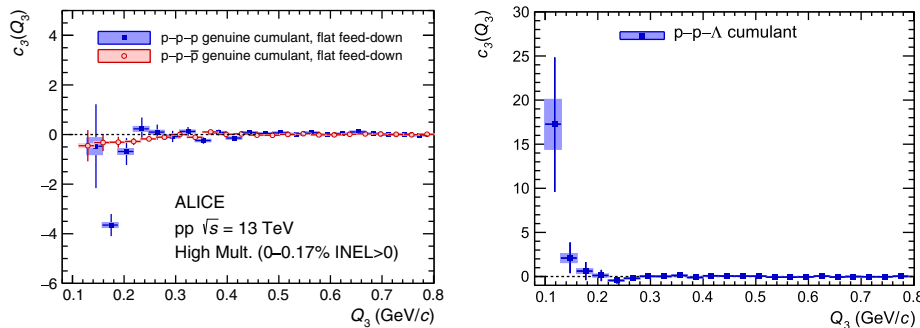 c₃(Q₃)
4
2
0
−2
−4
−6
p−p−p genuine cumulant, flat feed-down
p−p−p̅ genuine cumulant, flat feed-down
ALICE
pp √s = 13 TeV
High Mult. (0−0.17% INEL>0)
0.1 0.2 0.3 0.4 0.5 0.6 0.7 0.8
Q₃ (GeV/c)
c₃(Q₃)
30
25
20
15
10
5
0
p−p−Λ cumulant
0.1 0.2 0.3 0.4 0.5 0.6 0.7 0.8
Q₃ (GeV/c)